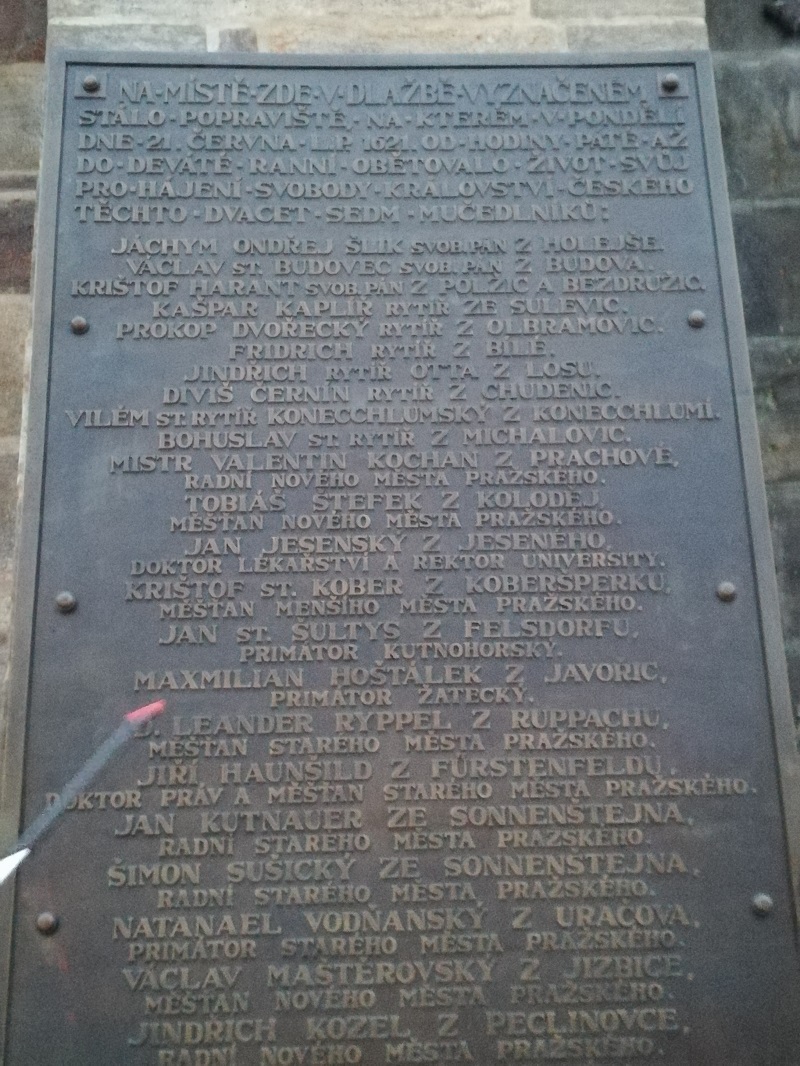 NA·MÍSTĚ·ZDE·V·DLAŽBĚ·VYZNAČENÉM,
STÁLO·POPRAVIŠTĚ,·NA·KTERÉM·V·PONDĚLÍ
DNE·21.·ČERVNA·L.P.·1621.·OD·HODINY·PÁTÉ·AŽ
DO·DEVÁTÉ·RANNÍ·OBĚTOVALO·ŽIVOT·SVŮJ
PRO·HÁJENÍ·SVOBODY·KRÁLOVSTVÍ·ČESKÉHO
TĚCHTO·DVACET·SEDM·MUČEDLNÍKŮ:
JÁCHYM ONDŘEJ ŠLIK SVOB. PÁN Z HOLEJŠE.
VÁCLAV ST. BUDOVEC SVOB. PÁN Z BUDOVA.
KRIŠTOF HARANT SVOB. PÁN Z POLŽIC A BEZDRUŽIC.
KAŠPAR KAPLÍŘ RYTÍŘ ZE SULEVIC.
PROKOP DVOŘECKÝ RYTÍŘ Z OLBRAMOVIC.
FRIDRICH RYTÍŘ Z BÍLÉ.
JINDŘICH RYTÍŘ OTTA Z LOSU.
DIVIŠ ČERNÍN RYTÍŘ Z CHUDENIC.
VILÉM ST. RYTÍŘ KONECCHLUMSKÝ Z KONECCHLUMÍ.
BOHUSLAV ST. RYTÍŘ Z MICHALOVIC.
MISTR VALENTIN KOCHAN Z PRACHOVÉ,
RADNÍ NOVÉHO MĚSTA PRAŽSKÉHO.
TOBIÁŠ ŠTEFEK Z KOLODĚJ,
MĚŠŤAN NOVÉHO MĚSTA PRAŽSKÉHO.
JAN JESENSKÝ Z JESENÉHO,
DOKTOR LÉKAŘSTVÍ A REKTOR UNIVERSITY.
KRIŠTOF ST. KOBER Z KOBERŠPERKU,
MĚŠŤAN MENŠÍHO MĚSTA PRAŽSKÉHO.
JAN ST. ŠULTYS Z FELSDORFU,
PRIMÁTOR KUTNOHORSKÝ.
MAXMILIAN HOŠŤÁLEK Z JAVOŘIC,
PRIMÁTOR ŽATECKÝ.
D. LEANDER RYPPEL Z RUPPACHU,
MĚŠŤAN STARÉHO MĚSTA PRAŽSKÉHO.
JIŘÍ HAUNŠILD Z FÜRSTENFELDU,
DOKTOR PRÁV A MĚŠŤAN STARÉHO MĚSTA PRAŽSKÉHO.
JAN KUTNAUER ZE SONNENŠTEJNA,
RADNÍ STARÉHO MĚSTA PRAŽSKÉHO.
ŠIMON SUŠICKÝ ZE SONNENŠTEJNA,
RADNÍ STARÉHO MĚSTA PRAŽSKÉHO.
NATANAEL VODŇANSKÝ Z URAČOVA,
PRIMÁTOR STARÉHO MĚSTA PRAŽSKÉHO.
VÁCLAV MAŠTĚROVSKÝ Z JIZBICE,
MĚŠŤAN NOVÉHO MĚSTA PRAŽSKÉHO.
JINDŘICH KOZEL Z PECLINOVCE,
RADNÍ NOVÉHO MĚSTA PRAŽSKÉHO.